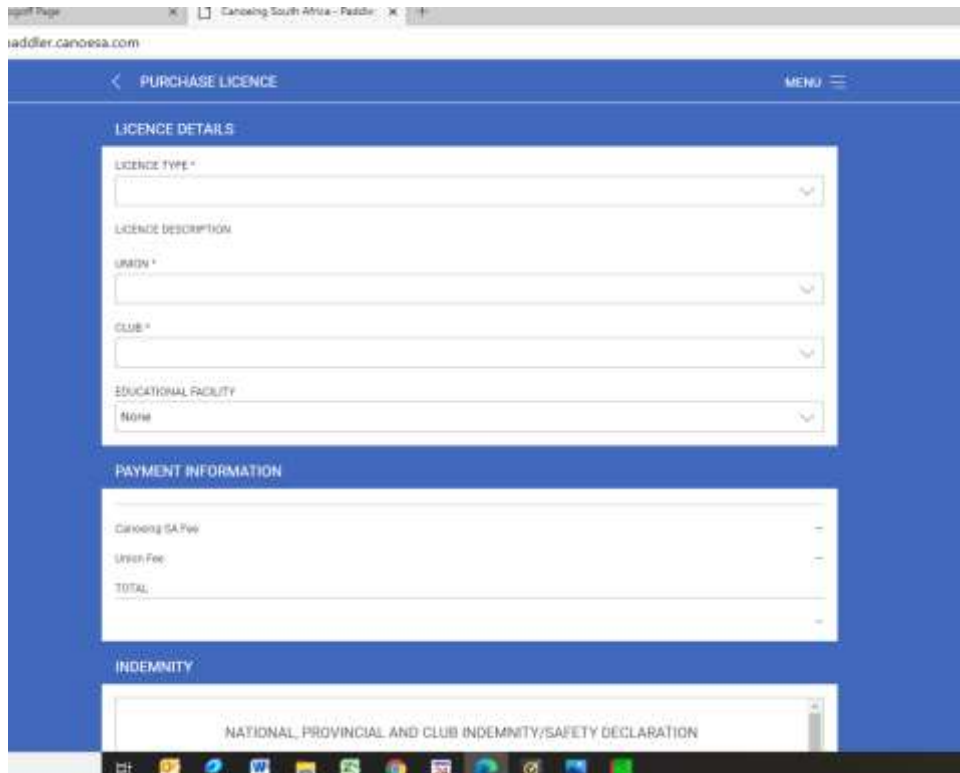 Page
Canoeing South Africa - Paddler
addler.canoesa.com
PURCHASE LICENCE
MENU
LICENCE DETAILS
LICENCE TYPE *
LICENCE DESCRIPTION
UNION *
CLUB *
EDUCATIONAL FACILITY
None
PAYMENT INFORMATION
Canoeing SA Fee
Union Fee
TOTAL
INDEMNITY
NATIONAL, PROVINCIAL AND CLUB INDEMNITY/SAFETY DECLARATION